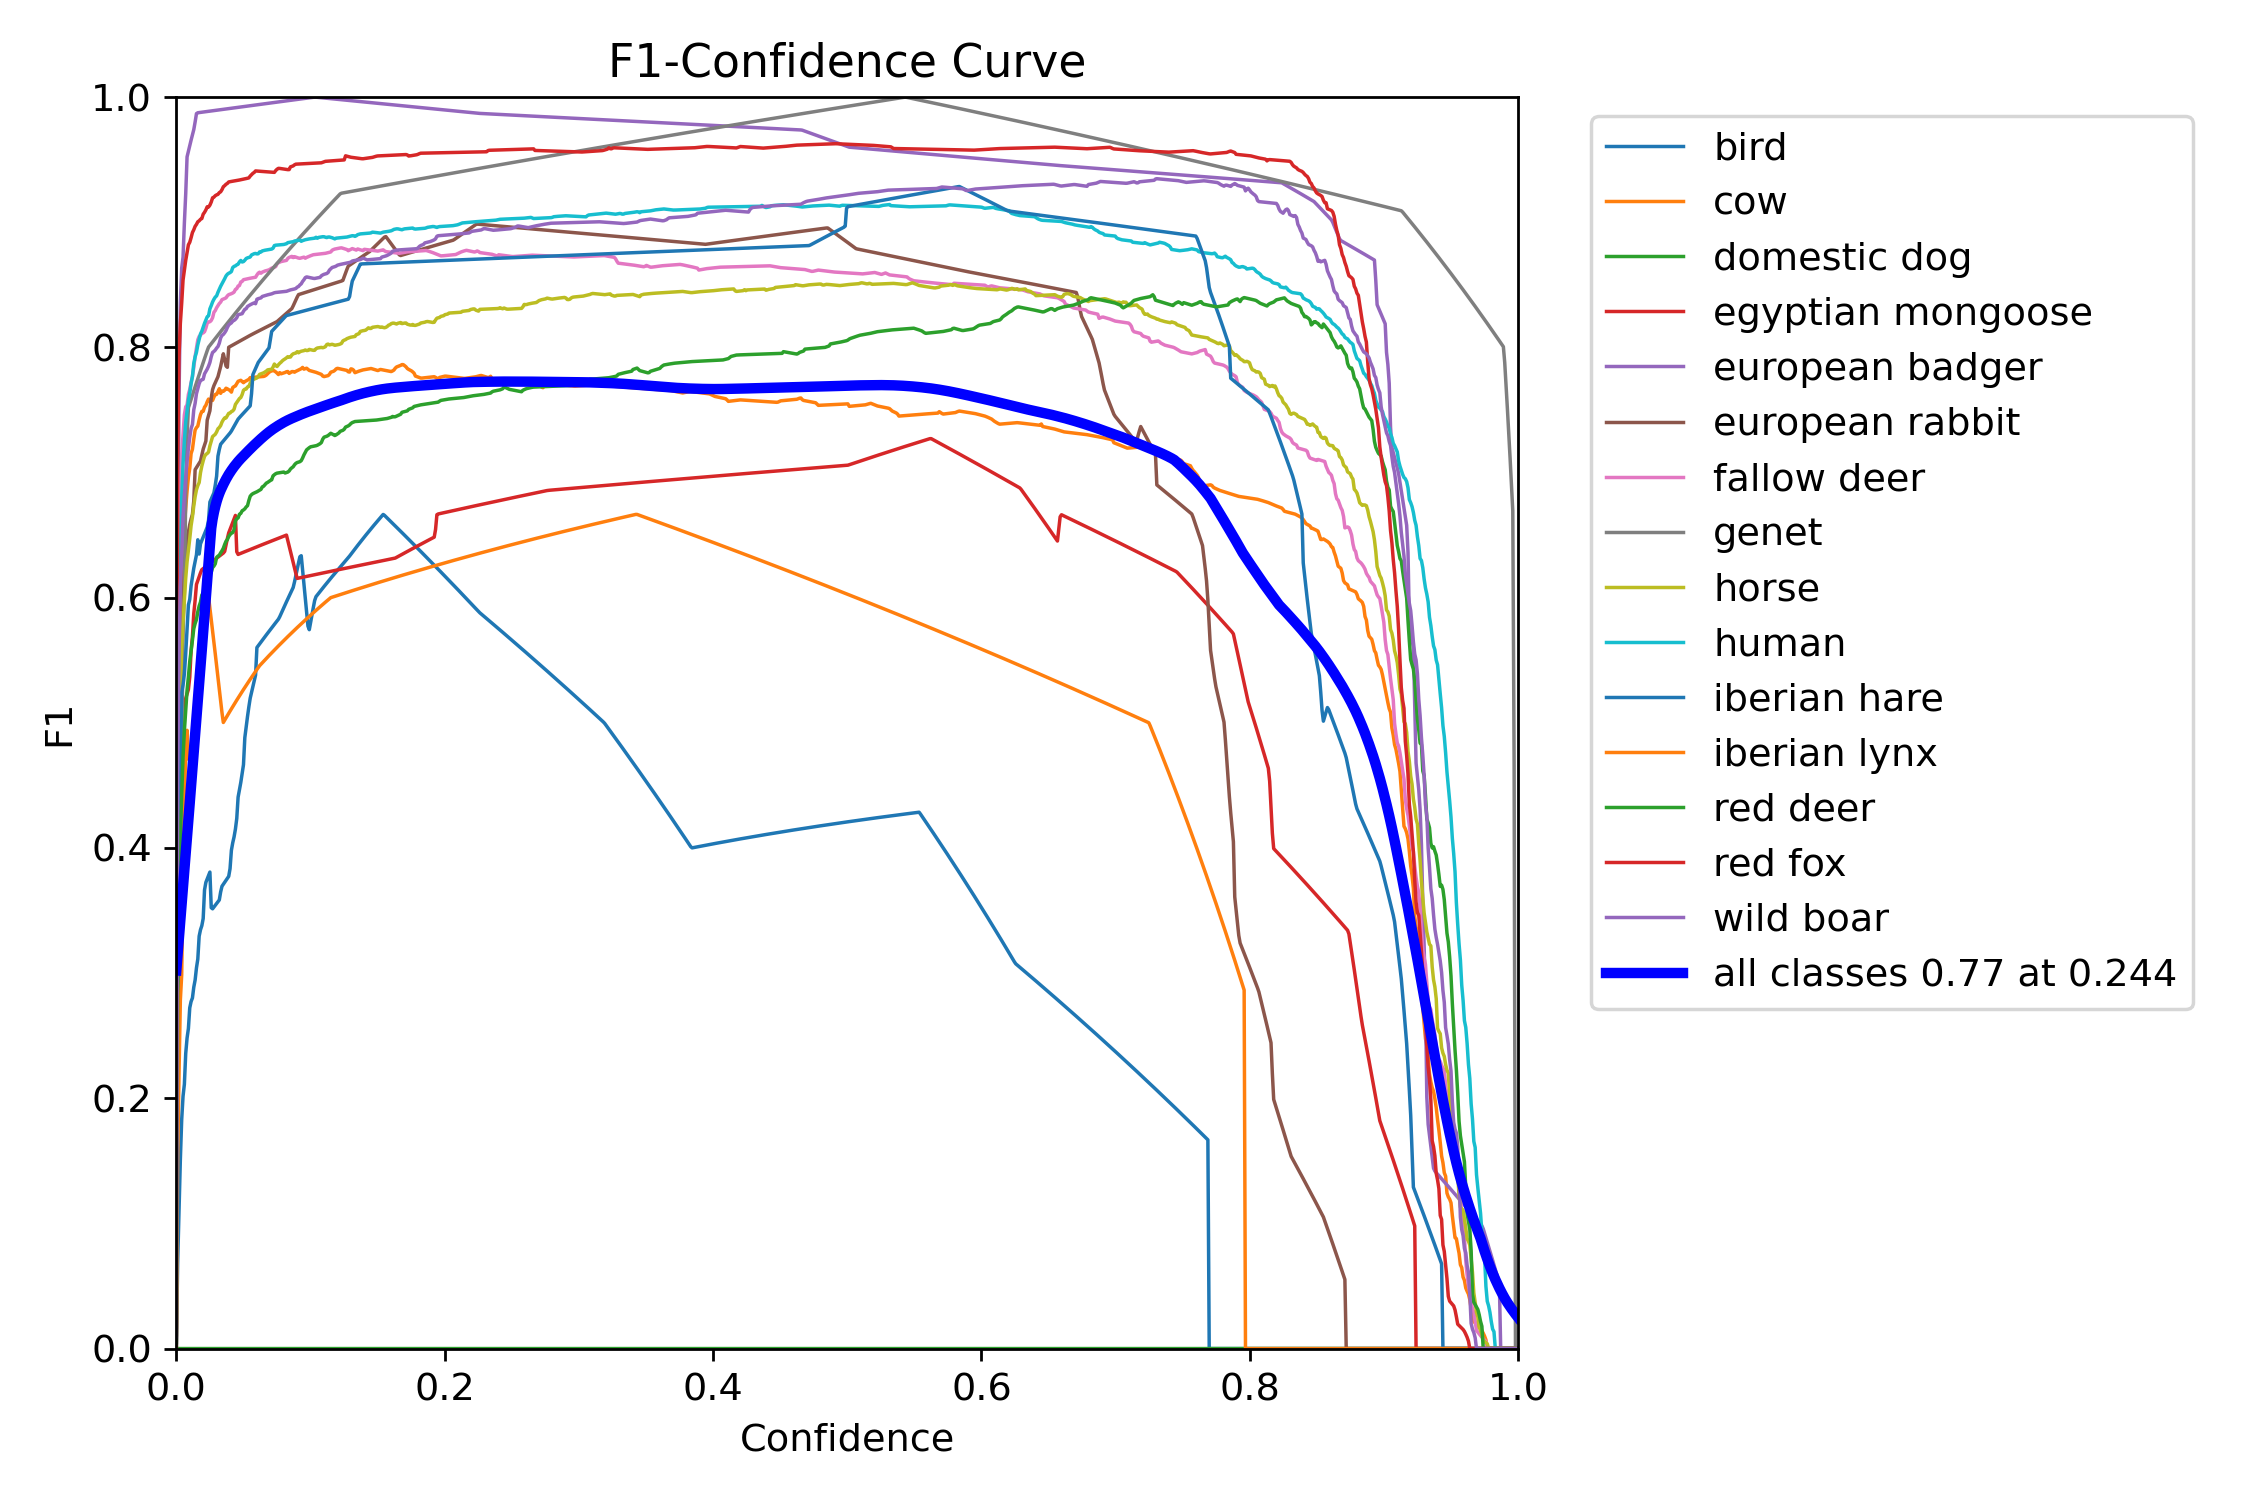 F1-Confidence Curve
1.0
0.8
0.6
0.4
0.2
0.0
F1
0.0 0.2 0.4 0.6 0.8 1.0
Confidence
bird
cow
domestic dog
egyptian mongoose
european badger
european rabbit
fallow deer
genet
horse
human
iberian hare
iberian lynx
red deer
red fox
wild boar
all classes 0.77 at 0.244